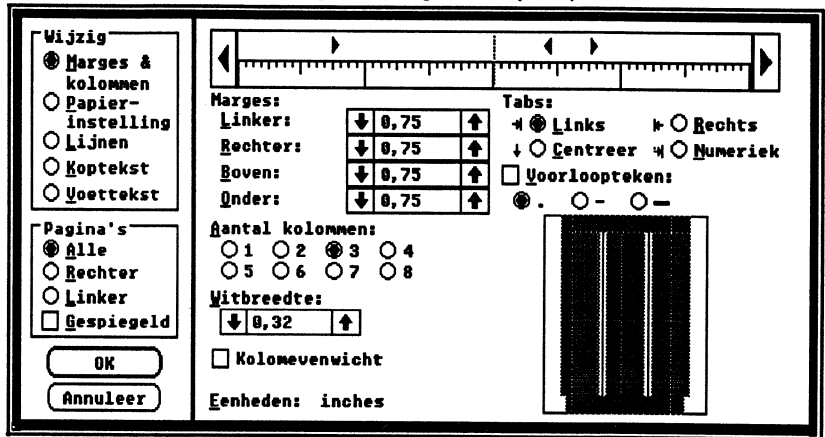 Wijzig
Marges &
kolommen
Papier-
instelling
Lijnen
Koptekst
Voettekst
Pagina's
Alle
Rechter
Linker
Gespiegeld
OK
Annuleer
Marges:
Linker: 0,75
Rechter: 0,75
Boven: 0,75
Onder: 0,75
Aantal kolommen:
1 2 3 4
5 6 7 8
Witbreedte:
0,32
Kolomevenwicht
Eenheden: inches
Tabs:
Links Rechts
Centreer Numeriek
Voorloopteken:
. - —